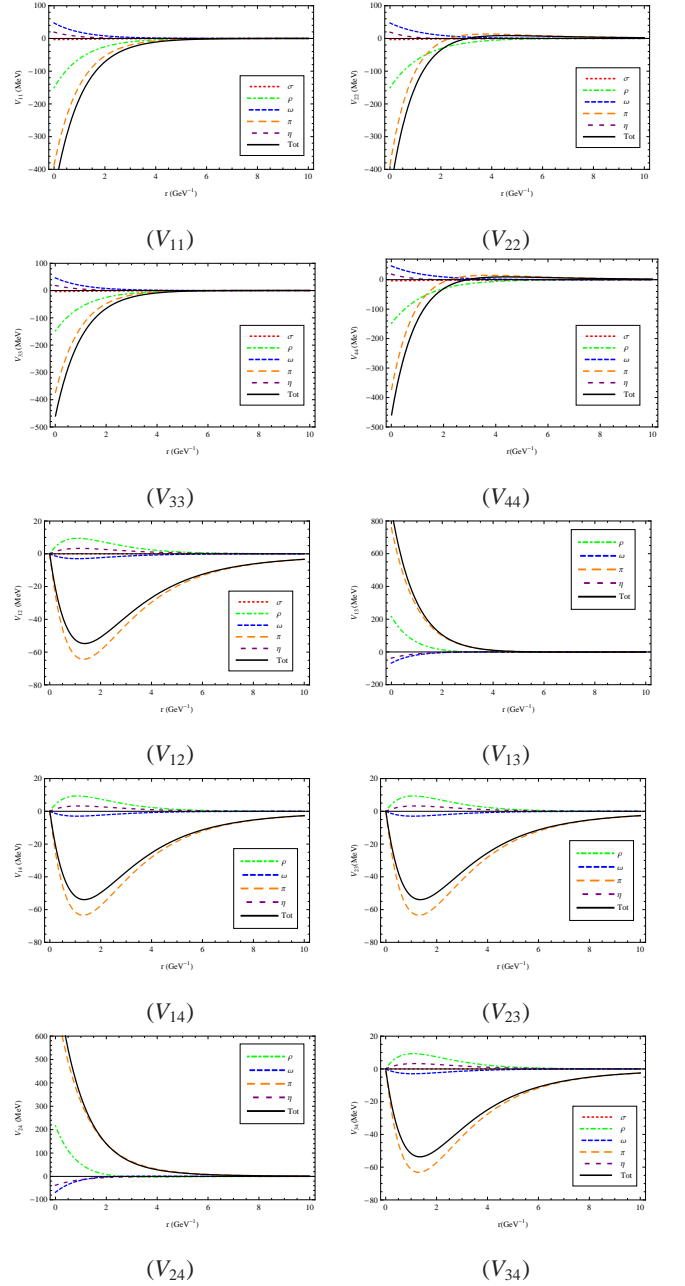 100
0
−100
−200
−300
−400
V11 (MeV)
0 2 4 6 8 10
r (GeV−1)
σ
ρ
ω
π
η
Tot
(V11)
100
0
−100
−200
−300
−400
V22 (MeV)
0 2 4 6 8 10
r (GeV−1)
σ
ρ
ω
π
η
Tot
(V22)
100
0
−100
−200
−300
−400
−500
V33 (MeV)
0 2 4 6 8 10
r (GeV−1)
σ
ρ
ω
π
η
Tot
(V33)
0
−100
−200
−300
−400
−500
V44 (MeV)
0 2 4 6 8 10
r(GeV−1)
σ
ρ
ω
π
η
Tot
(V44)
20
0
−20
−40
−60
−80
V12 (MeV)
0 2 4 6 8 10
r (GeV−1)
σ
ρ
ω
π
η
Tot
(V12)
800
600
400
200
0
−200
V13 (MeV)
0 2 4 6 8 10
r (GeV−1)
ρ
ω
π
η
Tot
(V13)
20
0
−20
−40
−60
−80
V14 (MeV)
0 2 4 6 8 10
r (GeV−1)
ρ
ω
π
η
Tot
(V14)
20
0
−20
−40
−60
−80
V23(MeV)
0 2 4 6 8 10
r (GeV−1)
ρ
ω
π
η
Tot
(V23)
600
500
400
300
200
100
0
−100
V24 (MeV)
0 2 4 6 8 10
r (GeV−1)
ρ
ω
π
η
Tot
(V24)
20
0
−20
−40
−60
−80
V34 (MeV)
0 2 4 6 8 10
r(GeV−1)
σ
ρ
ω
π
η
Tot
(V34)